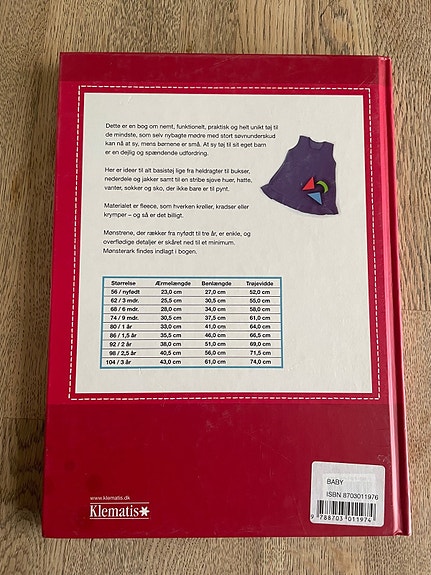 Dette er en bog om nemt, funktionelt, praktisk og helt unikt tøj til
de mindste, som selv nybagte mødre med stort søvnunderskud
kan nå at sy, mens børnene er små. At sy tøj til sit eget barn
er en dejlig og spændende udfordring.
Her er ideer til alt basistøj lige fra heldragter til bukser,
nederdele og jakker samt til en stribe sjove huer, hatte,
vanter, sokker og sko, der ikke bare er til pynt.
Materialet er fleece, som hverken krøller, kradser eller
krymper – og så er det billigt.
Mønstrene, der rækker fra nyfødt til tre år, er enkle, og
overflødige detaljer er skåret ned til et minimum.
Mønsterark findes indlagt i bogen.
Størrelse Ærmelængde Benlængde Trøjevidde
56 / nyfødt 23,0 cm 27,0 cm 52,0 cm
62 / 3 mdr. 25,5 cm 30,5 cm 55,0 cm
68 / 6 mdr. 28,0 cm 34,0 cm 58,0 cm
74 / 9 mdr. 30,5 cm 37,5 cm 61,0 cm
80 / 1 år 33,0 cm 41,0 cm 64,0 cm
86 / 1,5 år 35,5 cm 46,0 cm 66,5 cm
92 / 2 år 38,0 cm 51,0 cm 69,0 cm
98 / 2,5 år 40,5 cm 56,0 cm 71,5 cm
104 / 3 år 43,0 cm 61,0 cm 74,0 cm
www.klematis.dk
Klematis
BABY
ISBN 8703011976
9 788703 011974